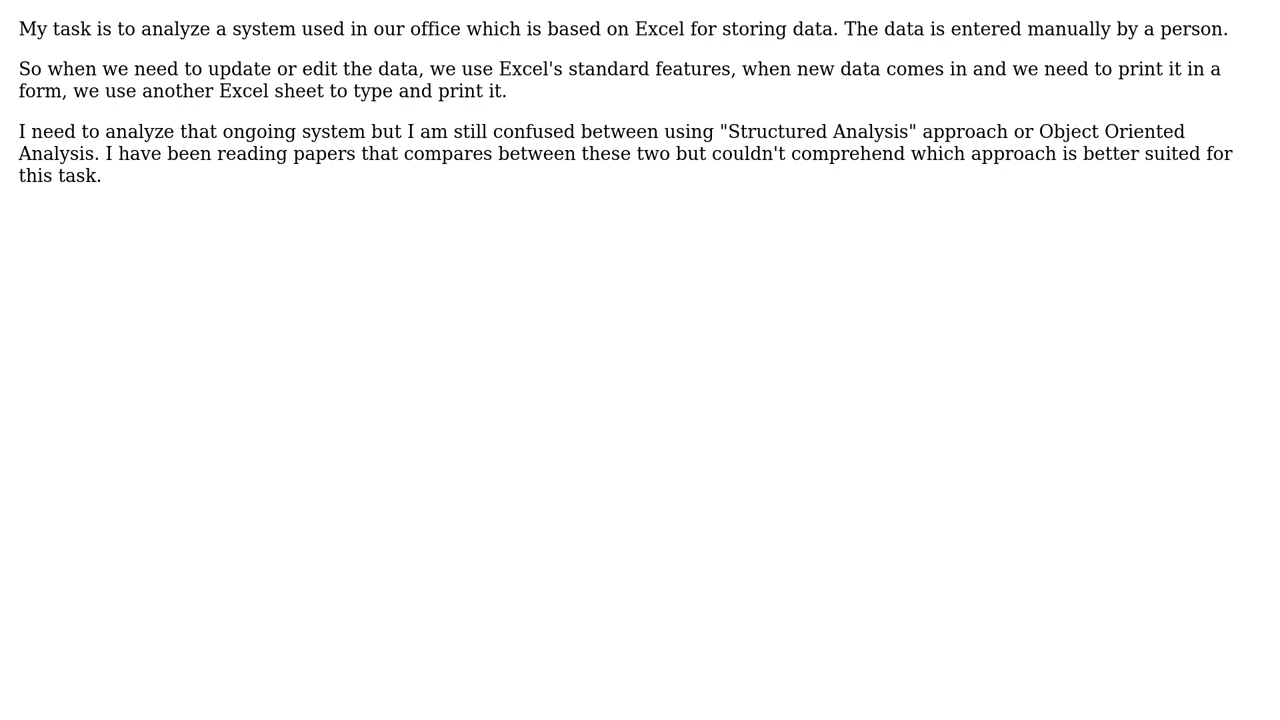 My task is to analyze a system used in our office which is based on Excel for storing data. The data is entered manually by a person.
So when we need to update or edit the data, we use Excel's standard features, when new data comes in and we need to print it in a
form, we use another Excel sheet to type and print it.
I need to analyze that ongoing system but I am still confused between using "Structured Analysis" approach or Object Oriented
Analysis. I have been reading papers that compares between these two but couldn't comprehend which approach is better suited for
this task.